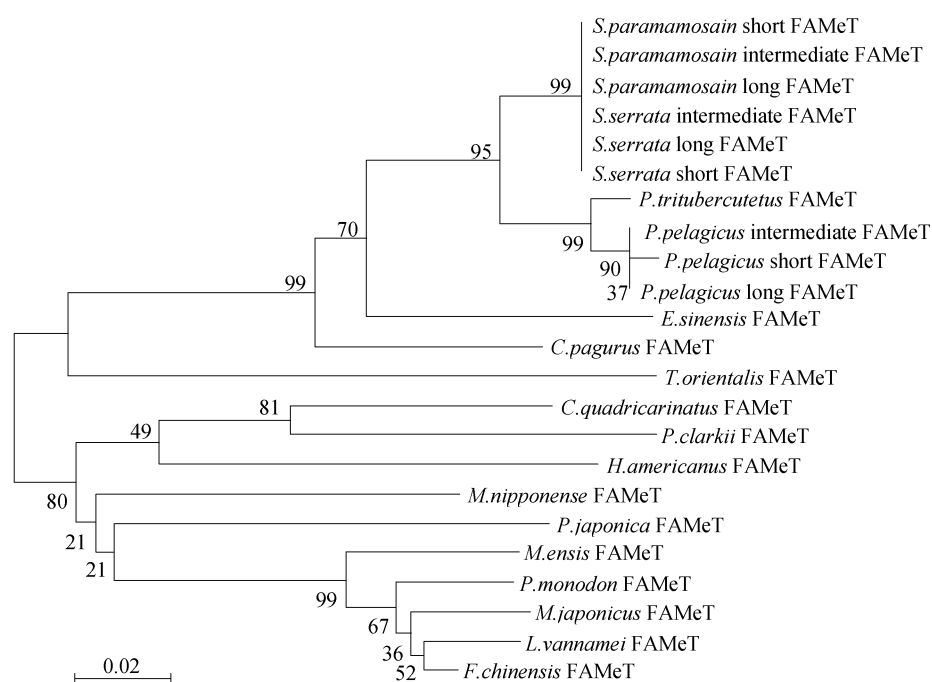 S.paramamosain short FAMeT
S.paramamosain intermediate FAMeT
99
S.paramamosain long FAMeT
S.serrata intermediate FAMeT
S.serrata long FAMeT
95
S.serrata short FAMeT
P.tritubercutetus FAMeT
70
P.pelagicus intermediate FAMeT
99
P.pelagicus short FAMeT
90
99
37
P.pelagicus long FAMeT
E.sinensis FAMeT
C.pagurus FAMeT
T.orientalis FAMeT
81
C.quadricarinatus FAMeT
49
P.clarkii FAMeT
H.americanus FAMeT
80
M.nipponense FAMeT
P.japonica FAMeT
21
M.ensis FAMeT
21
P.monodon FAMeT
99
M.japonicus FAMeT
67
L.vannamei FAMeT
36
0.02
52
F.chinensis FAMeT